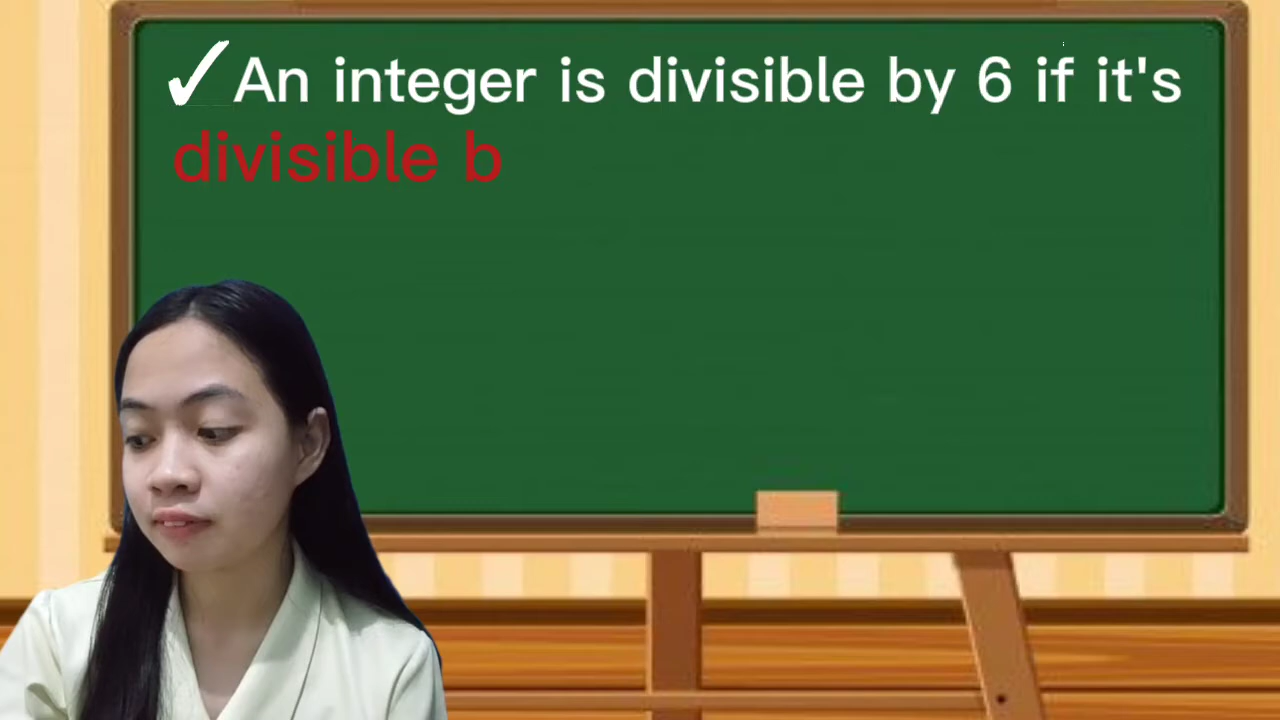 ✓An integer is divisible by 6 if it's
divisible b